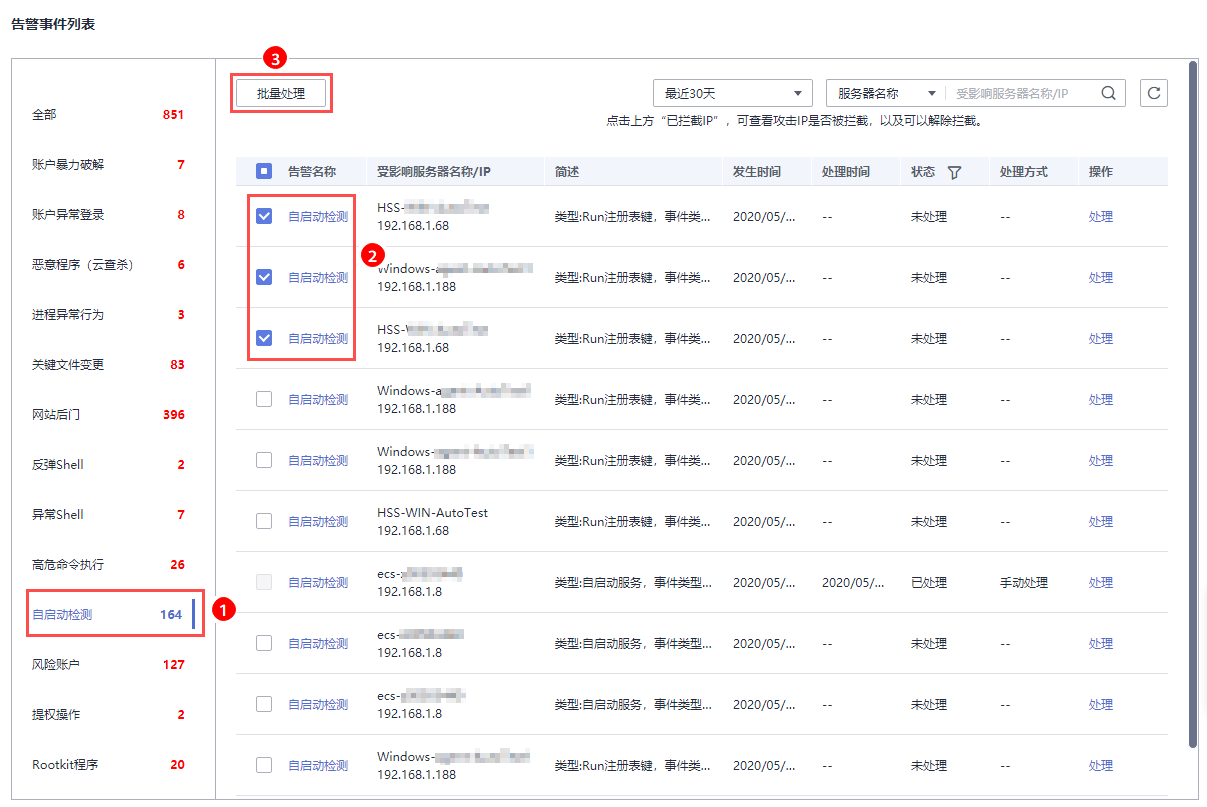 告警事件列表
3
批量处理
最近30天
服务器名称
受影响服务器名称/IP
点击上方“已拦截IP”，可查看攻击IP是否被拦截，以及可以解除拦截。
全部 851
账户暴力破解 7
账户异常登录 8
恶意程序（云查杀） 6
进程异常行为 3
关键文件变更 83
网站后门 396
反弹Shell 2
异常Shell 7
高危命令执行 26
自启动检测 164
1
风险账户 127
提权操作 2
Rootkit程序 20
告警名称 受影响服务器名称/IP 简述 发生时间 处理时间 状态 处理方式 操作
自启动检测 HSS- 类型:Run注册表键，事件类... 2020/05/... -- 未处理 -- 处理
192.168.1.68
2
自启动检测 Windows- 类型:Run注册表键，事件类... 2020/05/... -- 未处理 -- 处理
192.168.1.188
自启动检测 HSS- 类型:Run注册表键，事件类... 2020/05/... -- 未处理 -- 处理
192.168.1.68
自启动检测 Windows- 类型:Run注册表键，事件类... 2020/05/... -- 未处理 -- 处理
192.168.1.188
自启动检测 Windows- 类型:Run注册表键，事件类... 2020/05/... -- 未处理 -- 处理
192.168.1.188
自启动检测 HSS-WIN-AutoTest 类型:Run注册表键，事件类... 2020/05/... -- 未处理 -- 处理
192.168.1.68
自启动检测 ecs- 类型:自启动服务，事件类型... 2020/05/... 2020/05/... 已处理 手动处理 处理
192.168.1.8
自启动检测 ecs- 类型:自启动服务，事件类型... 2020/05/... -- 未处理 -- 处理
192.168.1.8
自启动检测 ecs- 类型:自启动服务，事件类型... 2020/05/... -- 未处理 -- 处理
192.168.1.8
自启动检测 Windows- 类型:Run注册表键，事件类... 2020/05/... -- 未处理 -- 处理
192.168.1.188